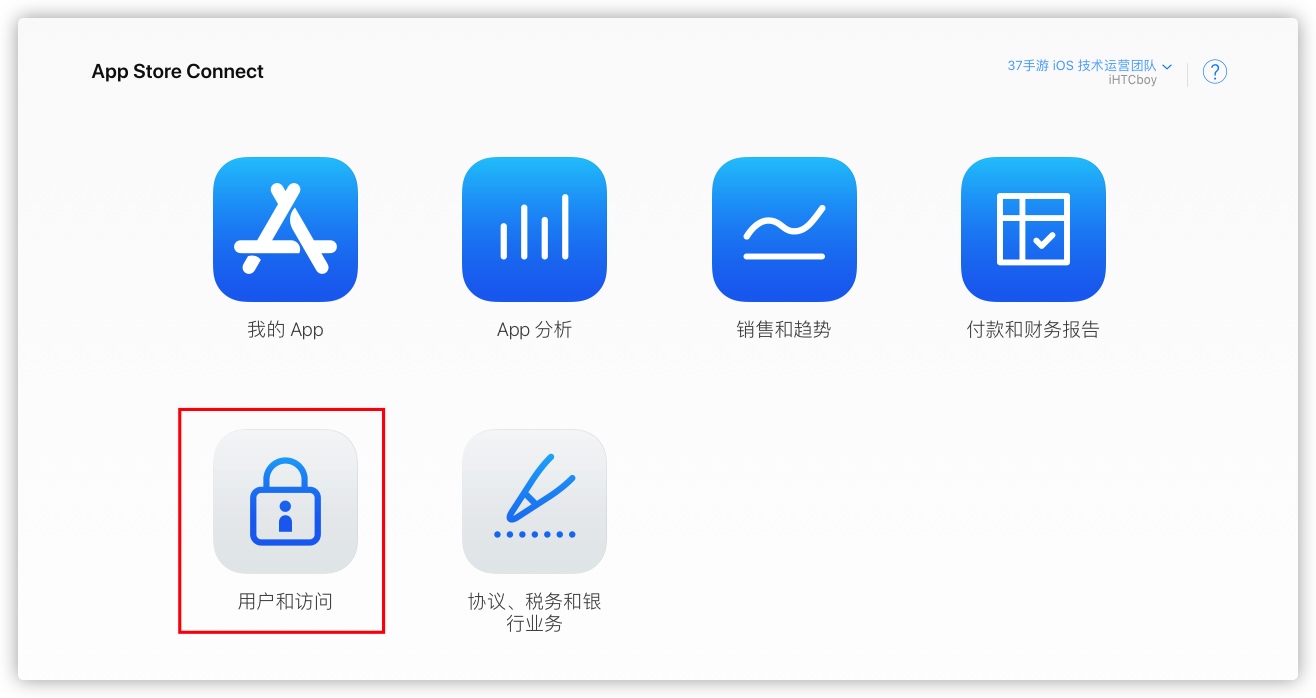 App Store Connect
37手游 iOS 技术运营团队
iHTCboy
?
我的 App
App 分析
销售和趋势
付款和财务报告
用户和访问
协议、税务和银
行业务